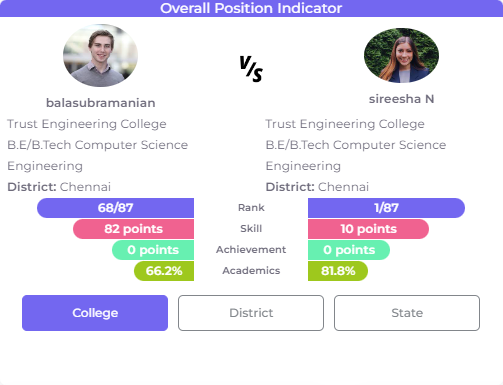 Overall Position Indicator
V/S
balasubramanian
sireesha N
Trust Engineering College
B.E/B.Tech Computer Science
Engineering
District: Chennai
Trust Engineering College
B.E/B.Tech Computer Science
Engineering
District: Chennai
68/87 Rank 1/87
82 points Skill 10 points
0 points Achievement 0 points
66.2% Academics 81.8%
College District State